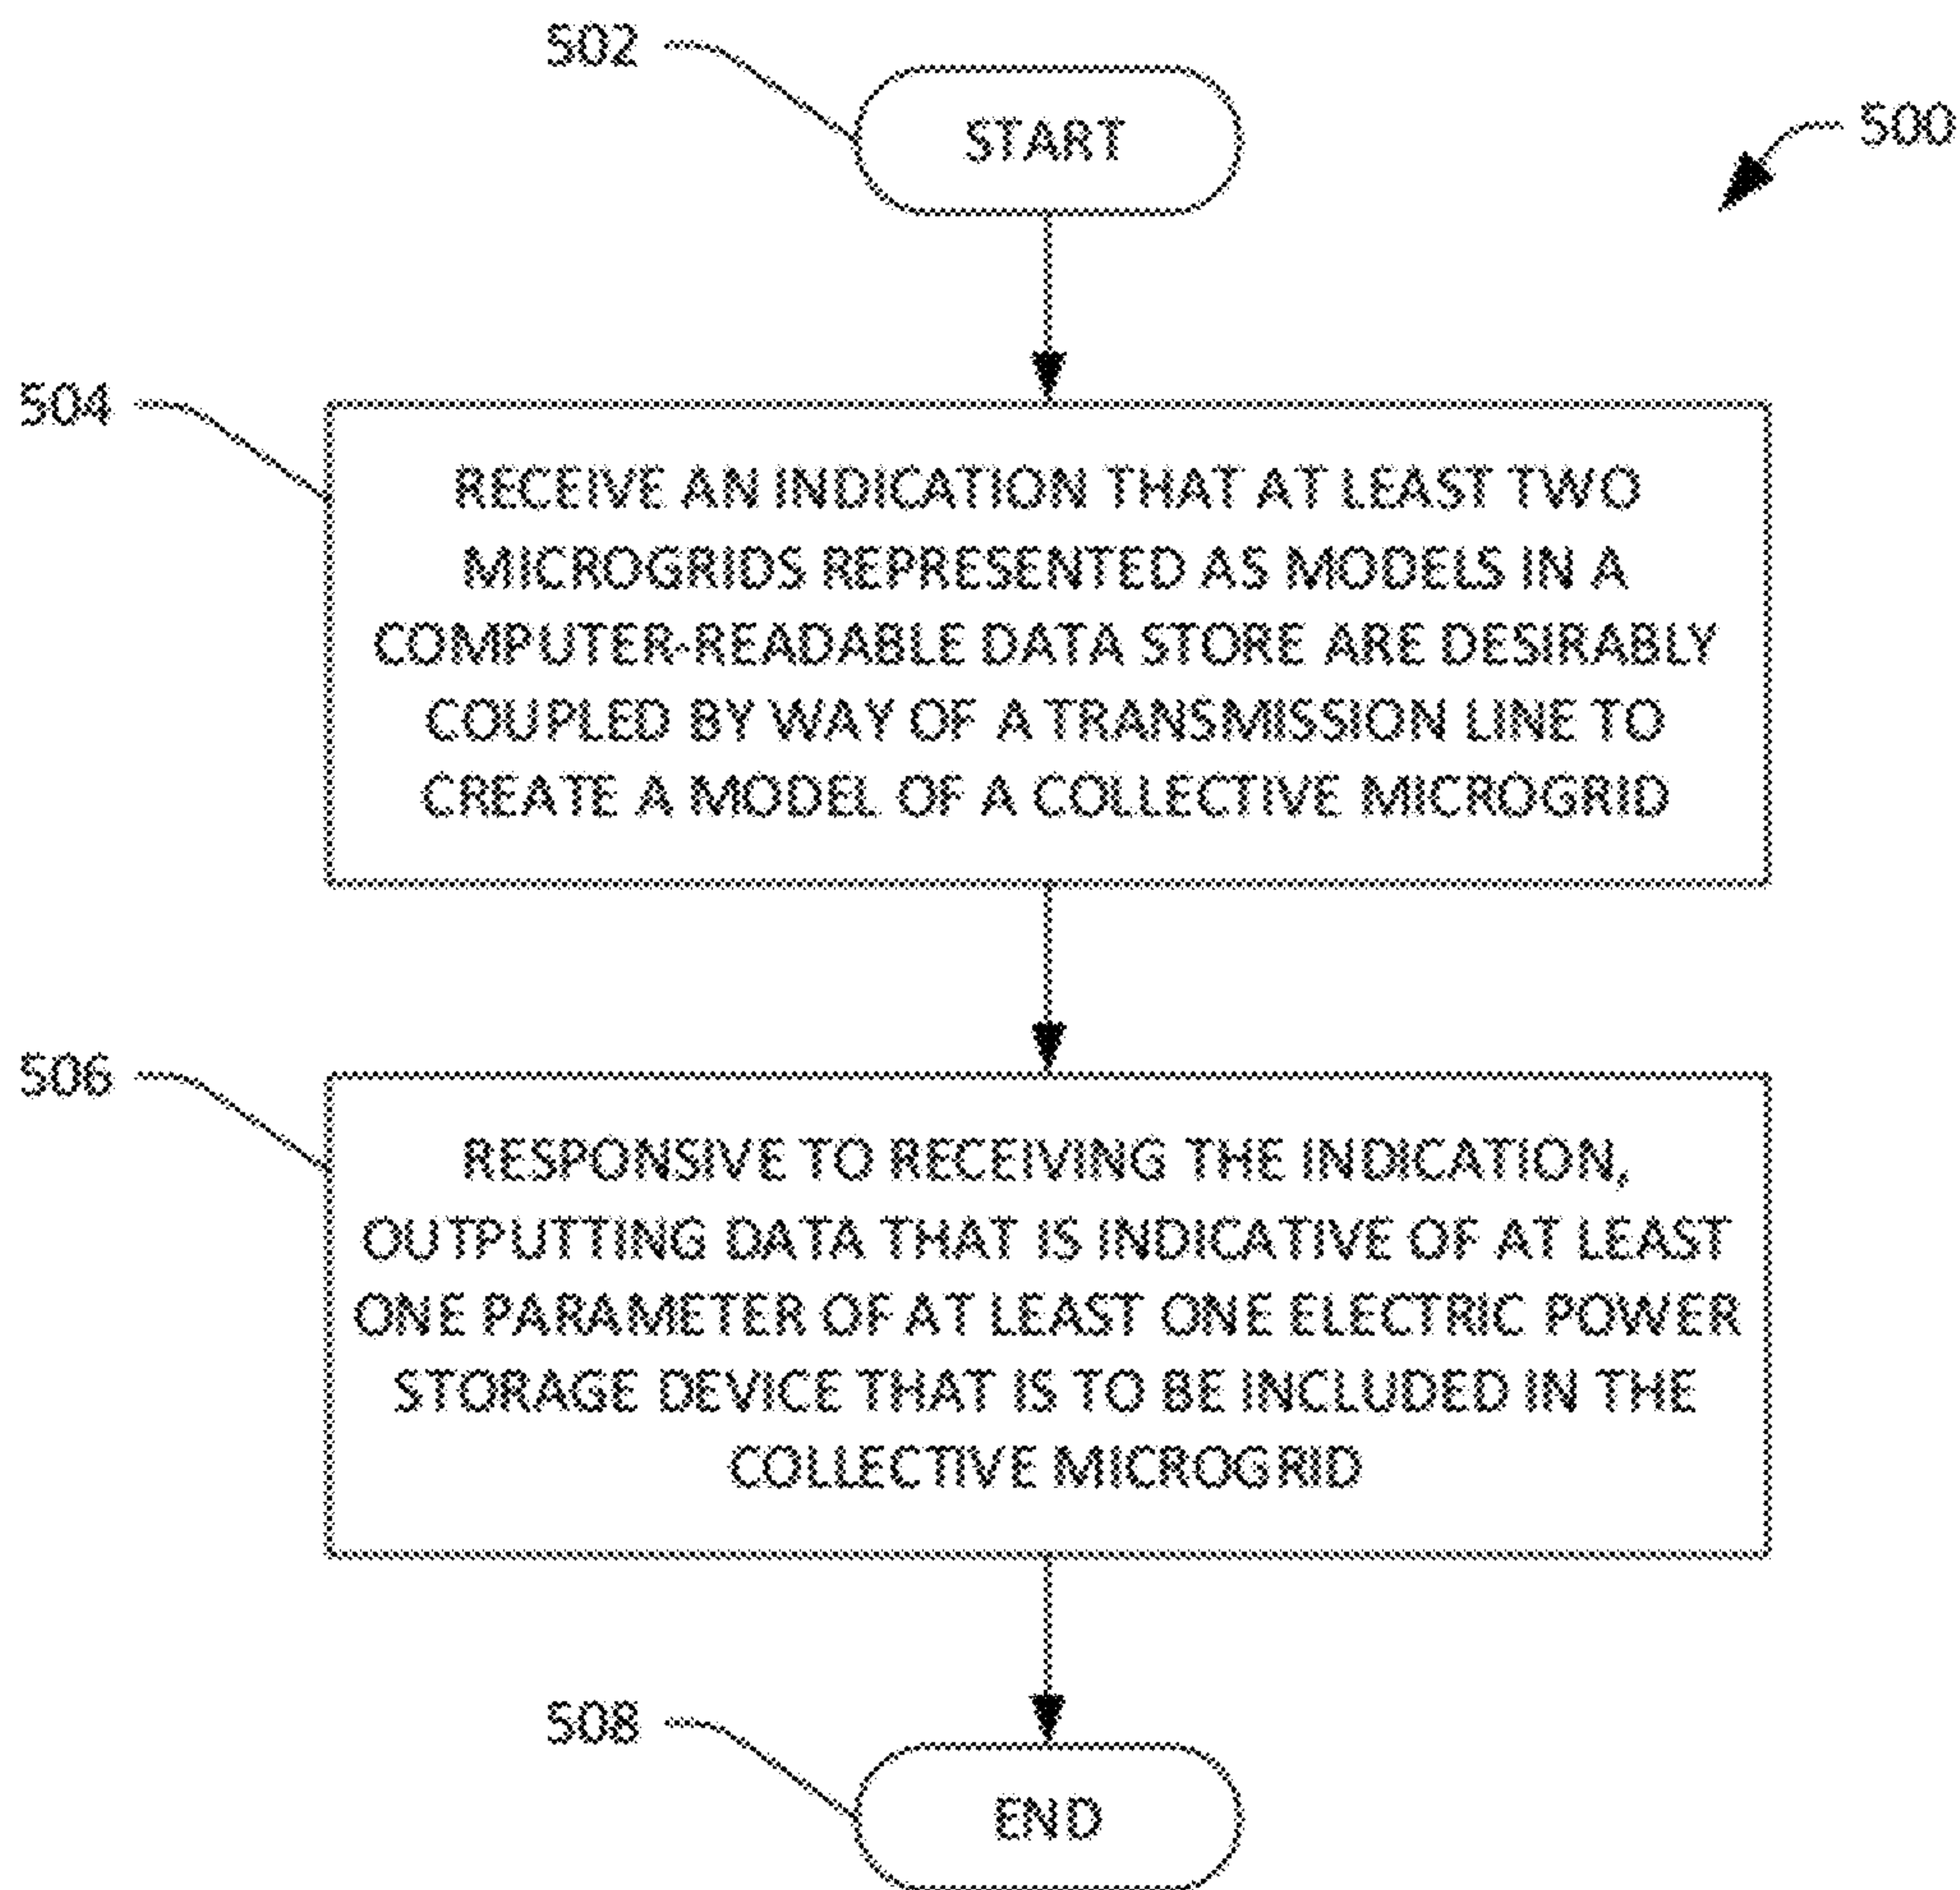 502
START
500
504
RECEIVE AN INDICATION THAT AT LEAST TWO
MICROGRIDS REPRESENTED AS MODELS IN A
COMPUTER-READABLE DATA STORE ARE DESIRABLY
COUPLED BY WAY OF A TRANSMISSION LINE TO
CREATE A MODEL OF A COLLECTIVE MICROGRID
506
RESPONSIVE TO RECEIVING THE INDICATION,
OUTPUTTING DATA THAT IS INDICATIVE OF AT LEAST
ONE PARAMETER OF AT LEAST ONE ELECTRIC POWER
STORAGE DEVICE THAT IS TO BE INCLUDED IN THE
COLLECTIVE MICROGRID
508
END